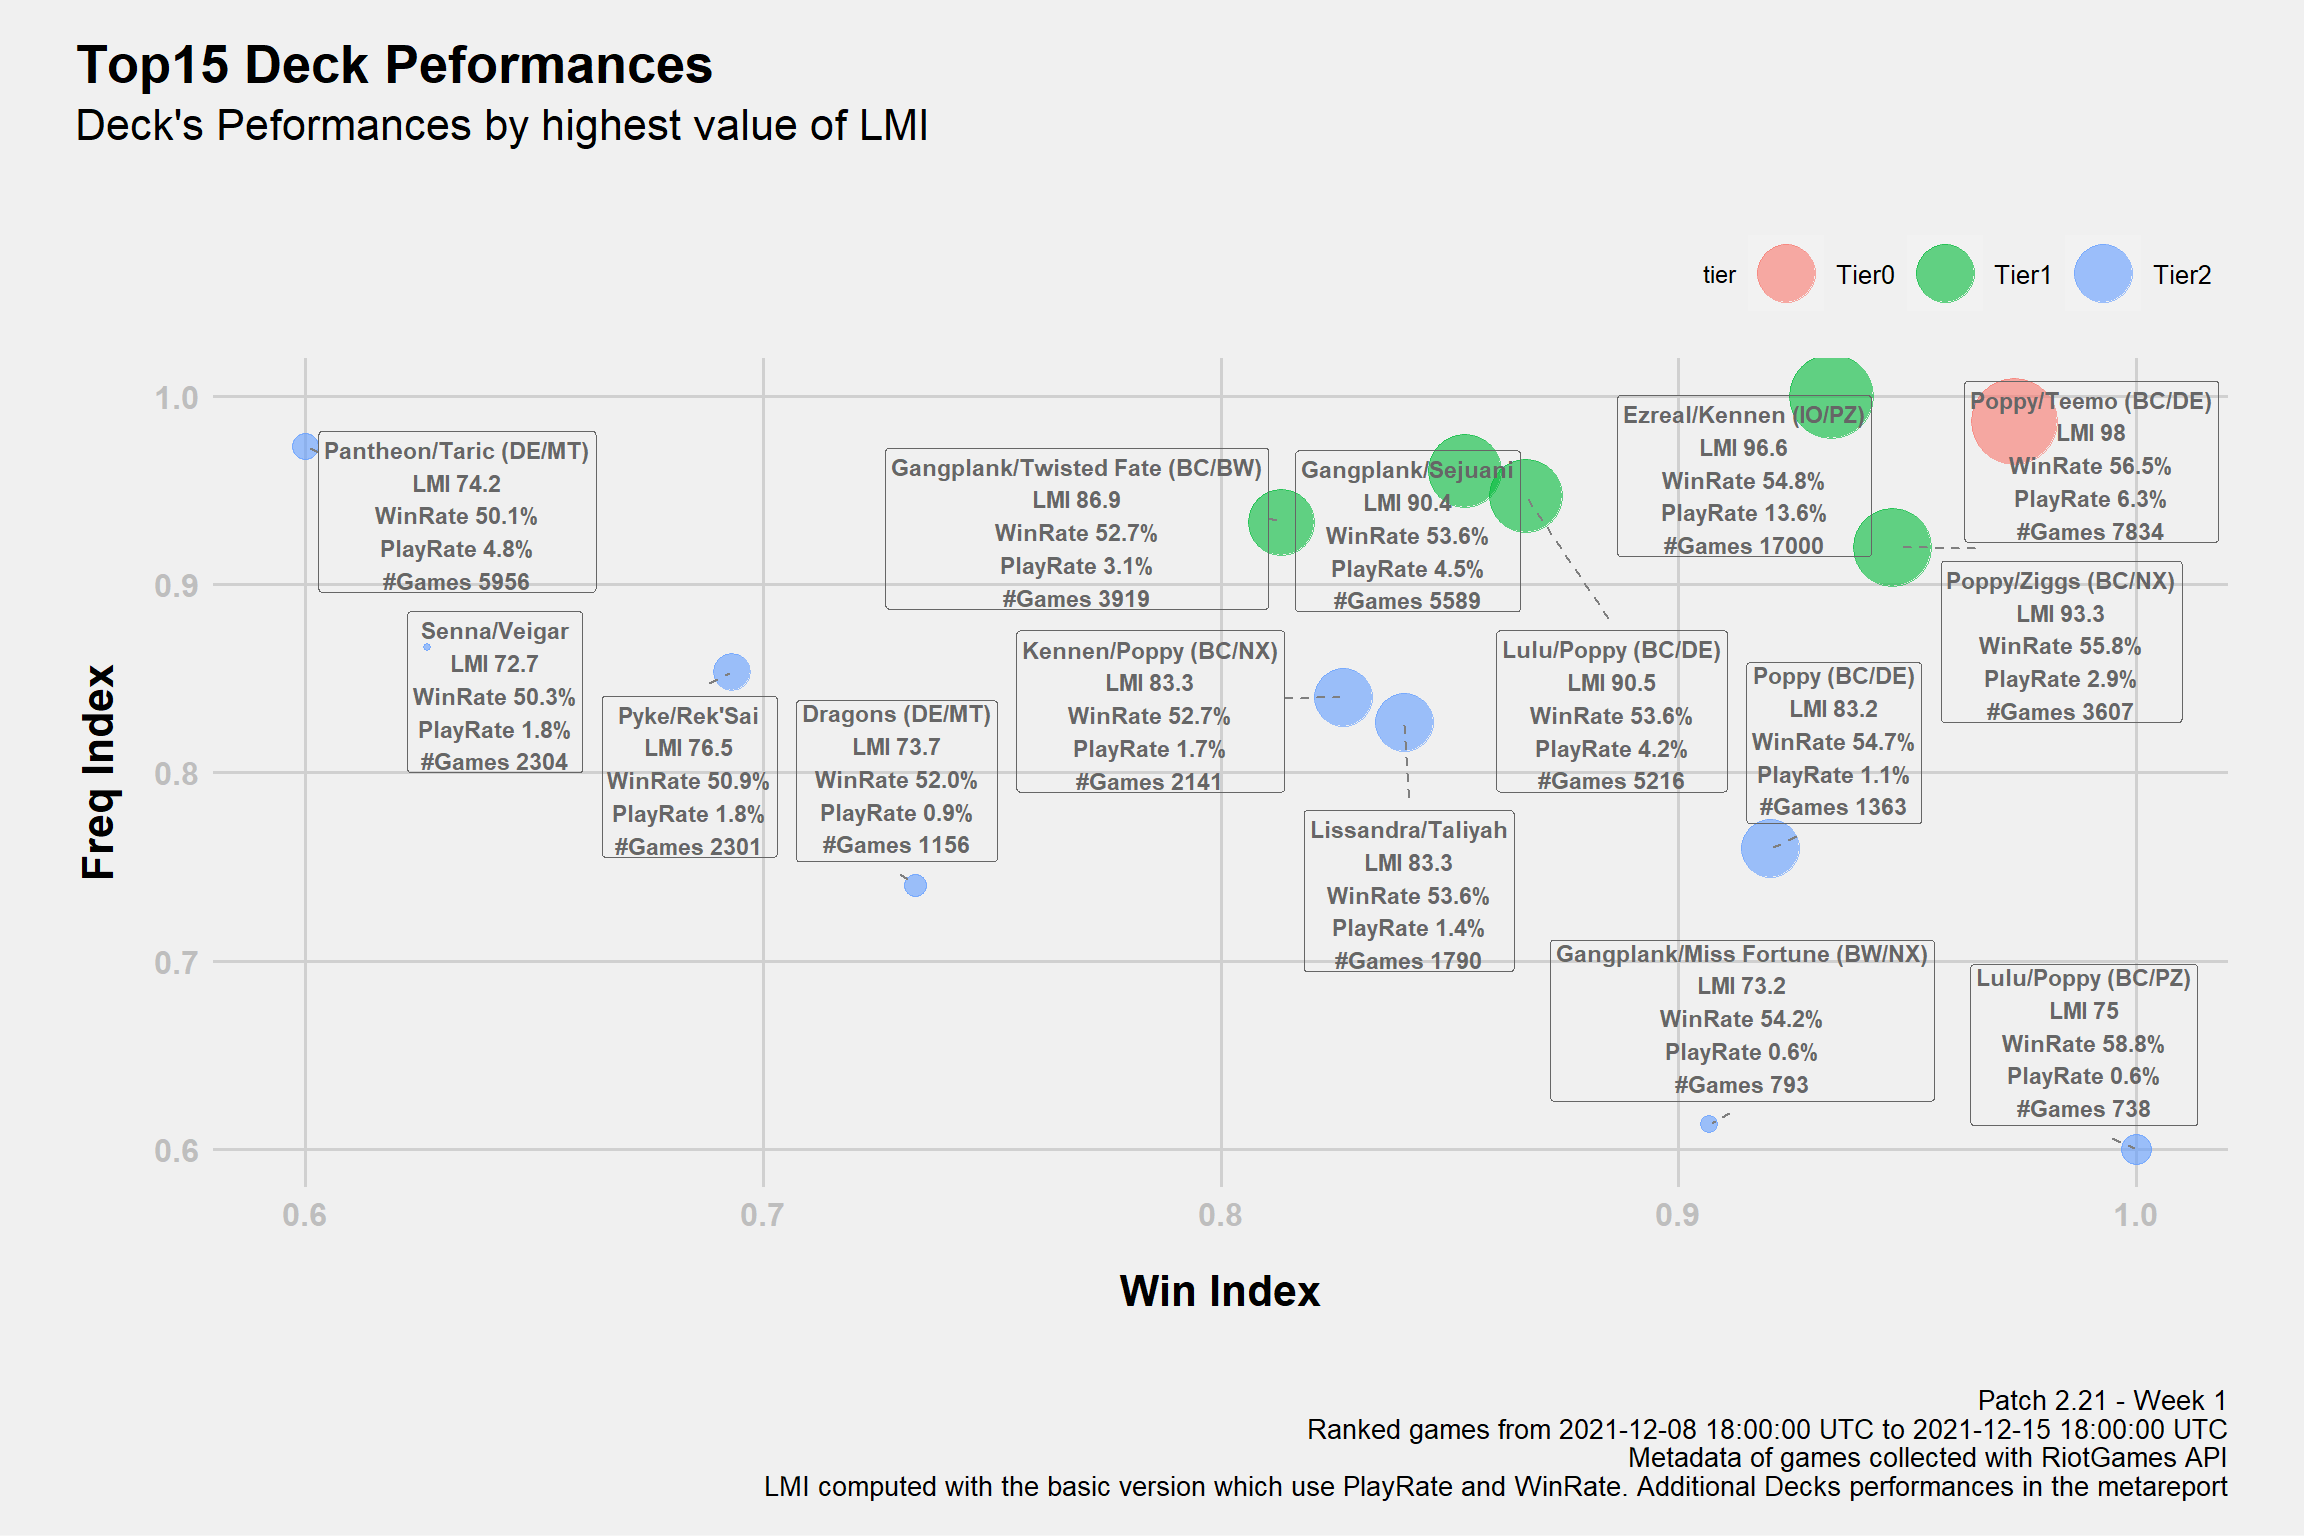 Top15 Deck Peformances
Deck's Peformances by highest value of LMI
tier
Tier0
Tier1
Tier2
Freq Index
1.0
0.9
0.8
0.7
0.6
Pantheon/Taric (DE/MT)
LMI 74.2
WinRate 50.1%
PlayRate 4.8%
#Games 5956
Senna/Veigar
LMI 72.7
WinRate 50.3%
PlayRate 1.8%
#Games 2304
Pyke/Rek'Sai
LMI 76.5
WinRate 50.9%
PlayRate 1.8%
#Games 2301
Dragons (DE/MT)
LMI 73.7
WinRate 52.0%
PlayRate 0.9%
#Games 1156
Gangplank/Twisted Fate (BC/BW)
LMI 86.9
WinRate 52.7%
PlayRate 3.1%
#Games 3919
Kennen/Poppy (BC/NX)
LMI 83.3
WinRate 52.7%
PlayRate 1.7%
#Games 2141
Gangplank/Sejuani
LMI 90.4
WinRate 53.6%
PlayRate 4.5%
#Games 5589
Lissandra/Taliyah
LMI 83.3
WinRate 53.6%
PlayRate 1.4%
#Games 1790
Lulu/Poppy (BC/DE)
LMI 90.5
WinRate 53.6%
PlayRate 4.2%
#Games 5216
Ezreal/Kennen (IO/PZ)
LMI 96.6
WinRate 54.8%
PlayRate 13.6%
#Games 17000
Poppy/Teemo (BC/DE)
LMI 98
WinRate 56.5%
PlayRate 6.3%
#Games 7834
Poppy/Ziggs (BC/NX)
LMI 93.3
WinRate 55.8%
PlayRate 2.9%
#Games 3607
Poppy (BC/DE)
LMI 83.2
WinRate 54.7%
PlayRate 1.1%
#Games 1363
Gangplank/Miss Fortune (BW/NX)
LMI 73.2
WinRate 54.2%
PlayRate 0.6%
#Games 793
Lulu/Poppy (BC/PZ)
LMI 75
WinRate 58.8%
PlayRate 0.6%
#Games 738
0.6
0.7
0.8
0.9
1.0
Win Index
Patch 2.21 - Week 1
Ranked games from 2021-12-08 18:00:00 UTC to 2021-12-15 18:00:00 UTC
Metadata of games collected with RiotGames API
LMI computed with the basic version which use PlayRate and WinRate. Additional Decks performances in the metareport